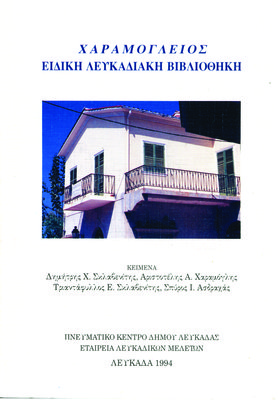 ΧΑΡΑΜΟΓΛΕΙΟΣ
ΕΙΔΙΚΗ ΛΕΥΚΑΔΙΑΚΗ ΒΙΒΛΙΟΘΗΚΗ
ΚΕΙΜΕΝΑ
Δημήτρης Χ. Σκλαβενίτης, Αριστοτέλης Α. Χαραμόγλης
Τριαντάφυλλος Ε. Σκλαβενίτης, Σπύρος Ι. Ασδραχάς
ΠΝΕΥΜΑΤΙΚΟ ΚΕΝΤΡΟ ΔΗΜΟΥ ΛΕΥΚΑΔΑΣ
ΕΤΑΙΡΕΙΑ ΛΕΥΚΑΔΙΚΩΝ ΜΕΛΕΤΩΝ
ΛΕΥΚΑΔΑ 1994